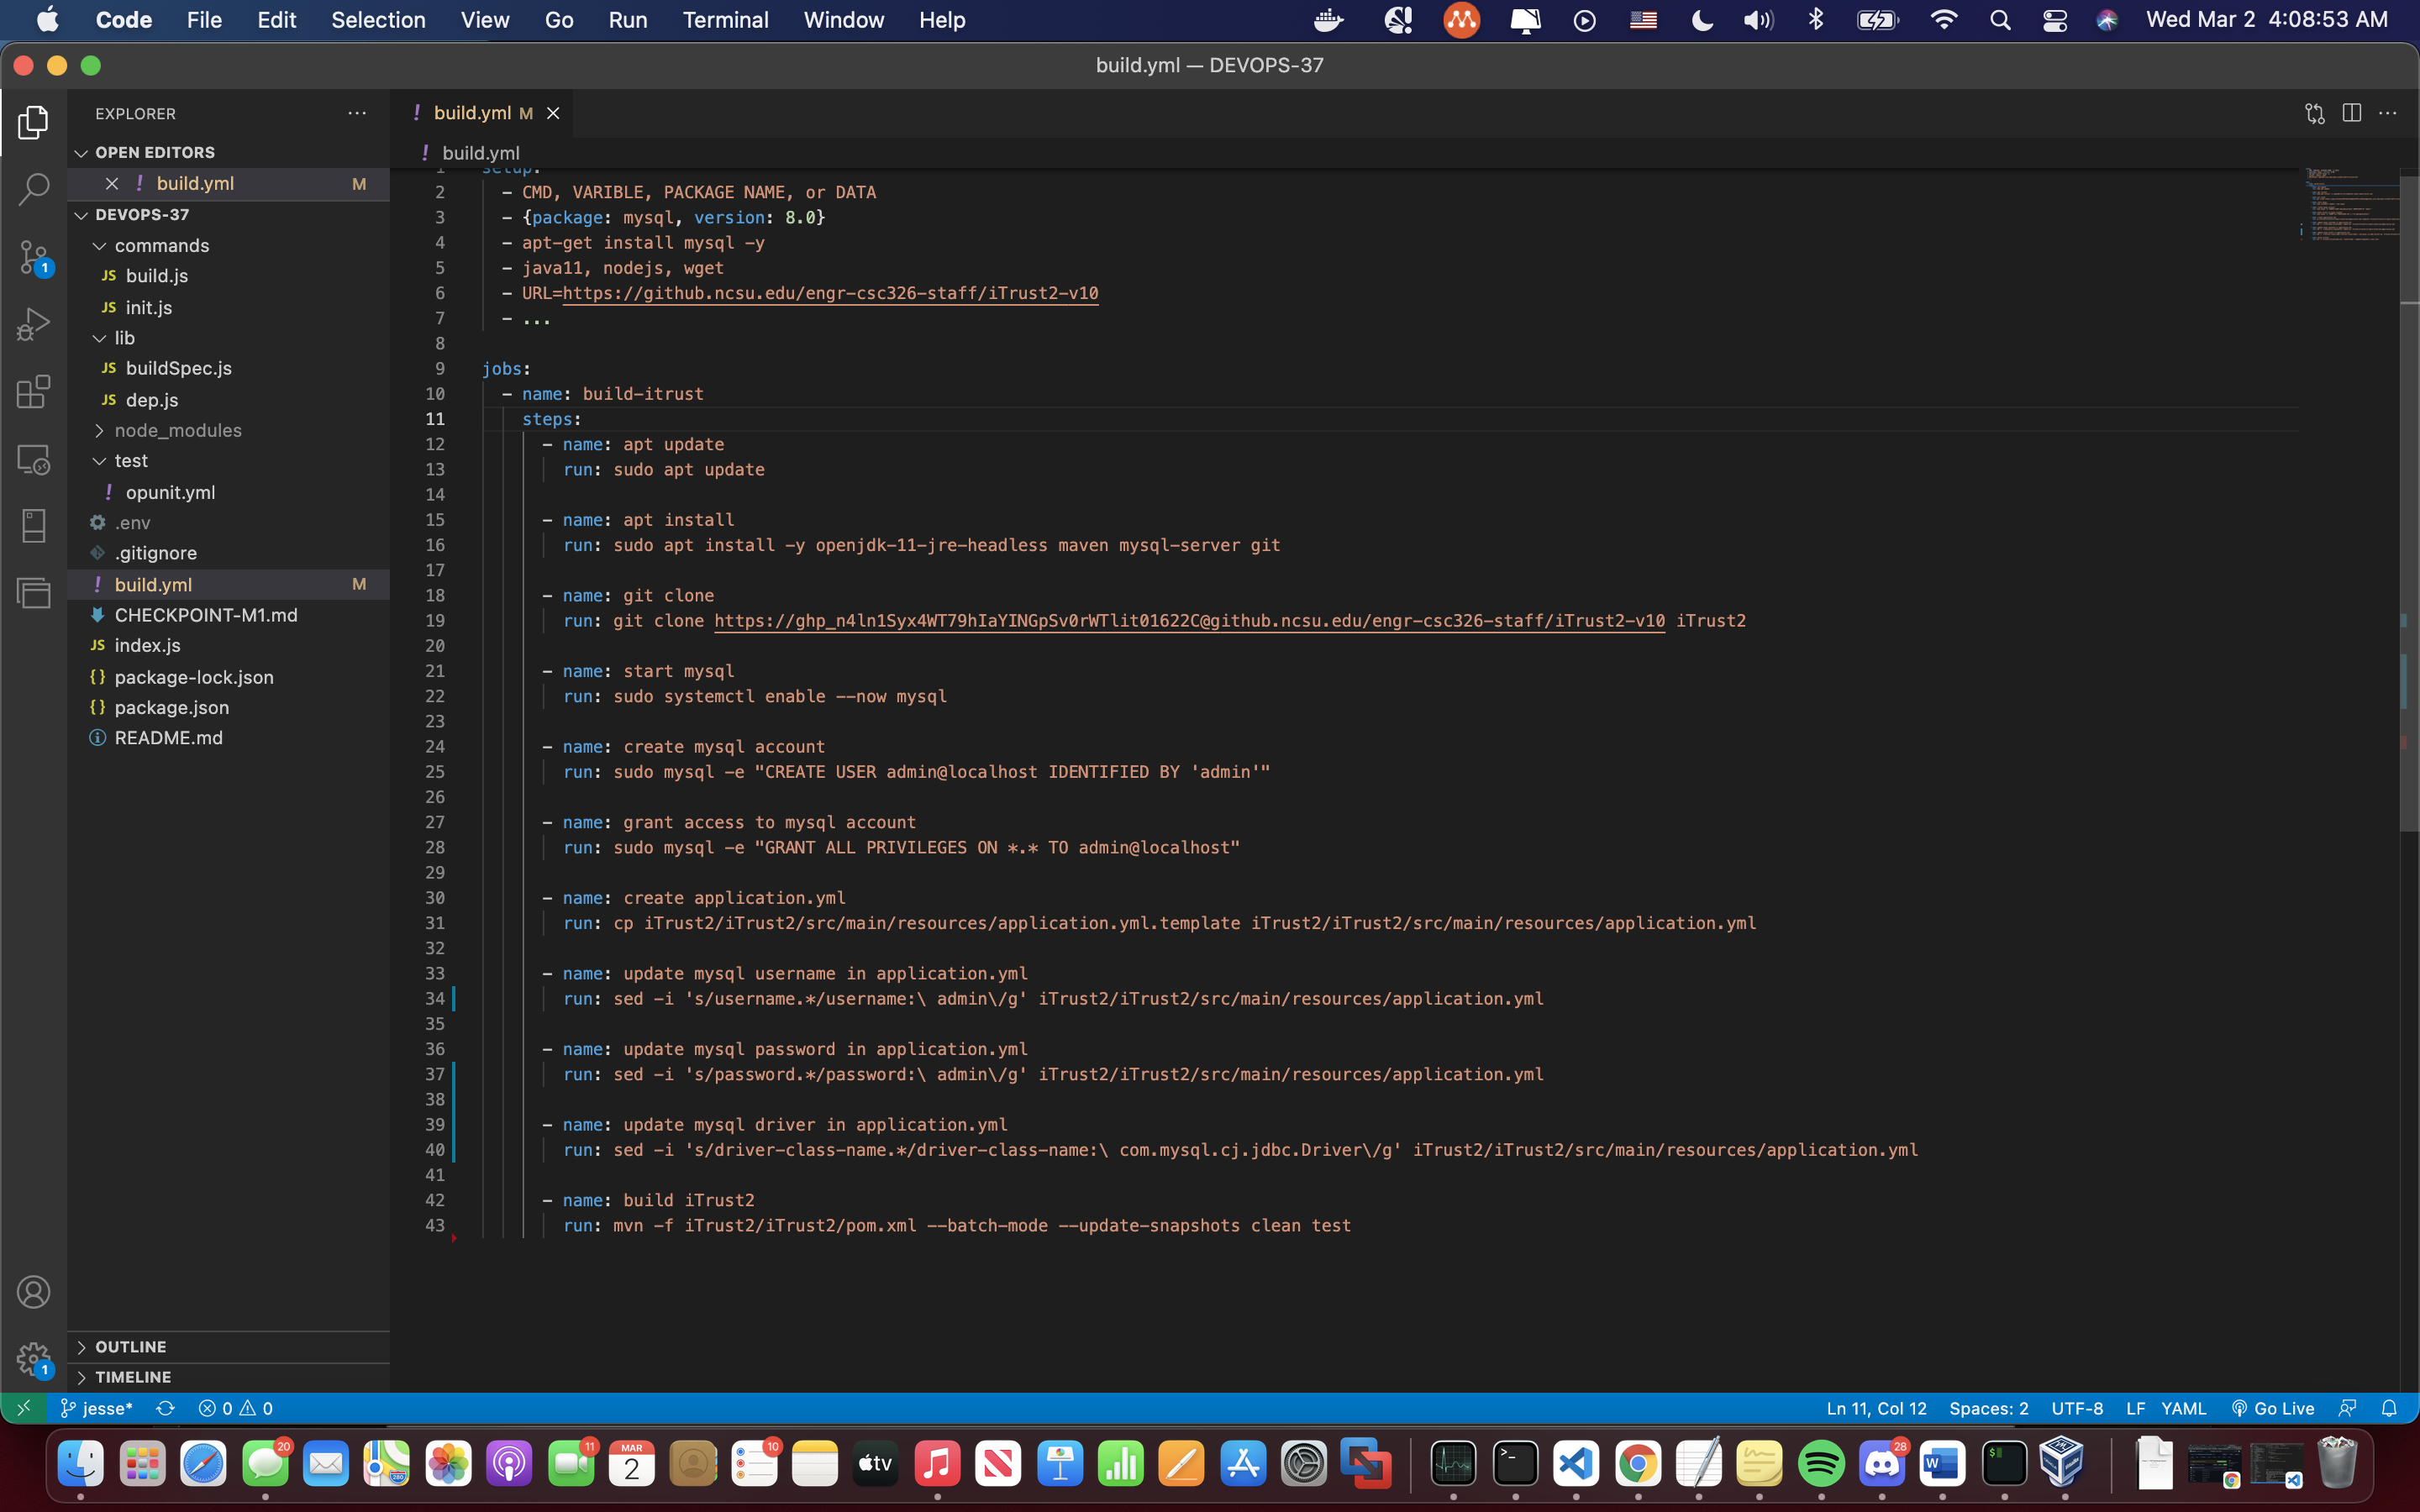 Code File Edit Selection View Go Run Terminal Window Help Wed Mar 2 4:08:53 AM
build.yml — DEVOPS-37
EXPLORER
OPEN EDITORS
build.yml M
DEVOPS-37
commands
JS build.js
JS init.js
lib
JS buildSpec.js
JS dep.js
node_modules
test
! opunit.yml
.env
.gitignore
! build.yml M
CHECKPOINT-M1.md
JS index.js
{} package-lock.json
{} package.json
README.md
OUTLINE
TIMELINE
! build.yml M
! build.yml
1 setup:
2 - CMD, VARIBLE, PACKAGE NAME, or DATA
3 - {package: mysql, version: 8.0}
4 - apt-get install mysql -y
5 - java11, nodejs, wget
6 - URL=https://github.ncsu.edu/engr-csc326-staff/iTrust2-v10
7 - ...
8
9 jobs:
10 - name: build-itrust
11 steps:
12 - name: apt update
13 run: sudo apt update
14
15 - name: apt install
16 run: sudo apt install -y openjdk-11-jre-headless maven mysql-server git
17
18 - name: git clone
19 run: git clone https://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@github.ncsu.edu/engr-csc326-staff/iTrust2-v10 iTrust2
20
21 - name: start mysql
22 run: sudo systemctl enable --now mysql
23
24 - name: create mysql account
25 run: sudo mysql -e "CREATE USER admin@localhost IDENTIFIED BY 'admin'"
26
27 - name: grant access to mysql account
28 run: sudo mysql -e "GRANT ALL PRIVILEGES ON *.* TO admin@localhost"
29
30 - name: create application.yml
31 run: cp iTrust2/iTrust2/src/main/resources/application.yml.template iTrust2/iTrust2/src/main/resources/application.yml
32
33 - name: update mysql username in application.yml
34 run: sed -i 's/username.*/username:\ admin\/g' iTrust2/iTrust2/src/main/resources/application.yml
35
36 - name: update mysql password in application.yml
37 run: sed -i 's/password.*/password:\ admin\/g' iTrust2/iTrust2/src/main/resources/application.yml
38
39 - name: update mysql driver in application.yml
40 run: sed -i 's/driver-class-name.*/driver-class-name:\ com.mysql.cj.jdbc.Driver\/g' iTrust2/iTrust2/src/main/resources/application.yml
41
42 - name: build iTrust2
43 run: mvn -f iTrust2/iTrust2/pom.xml --batch-mode --update-snapshots clean test
1
1
jesse* 0 0 Ln 11, Col 12 Spaces: 2 UTF-8 LF YAML Go Live
20 11 MAR 2 10 tv 28